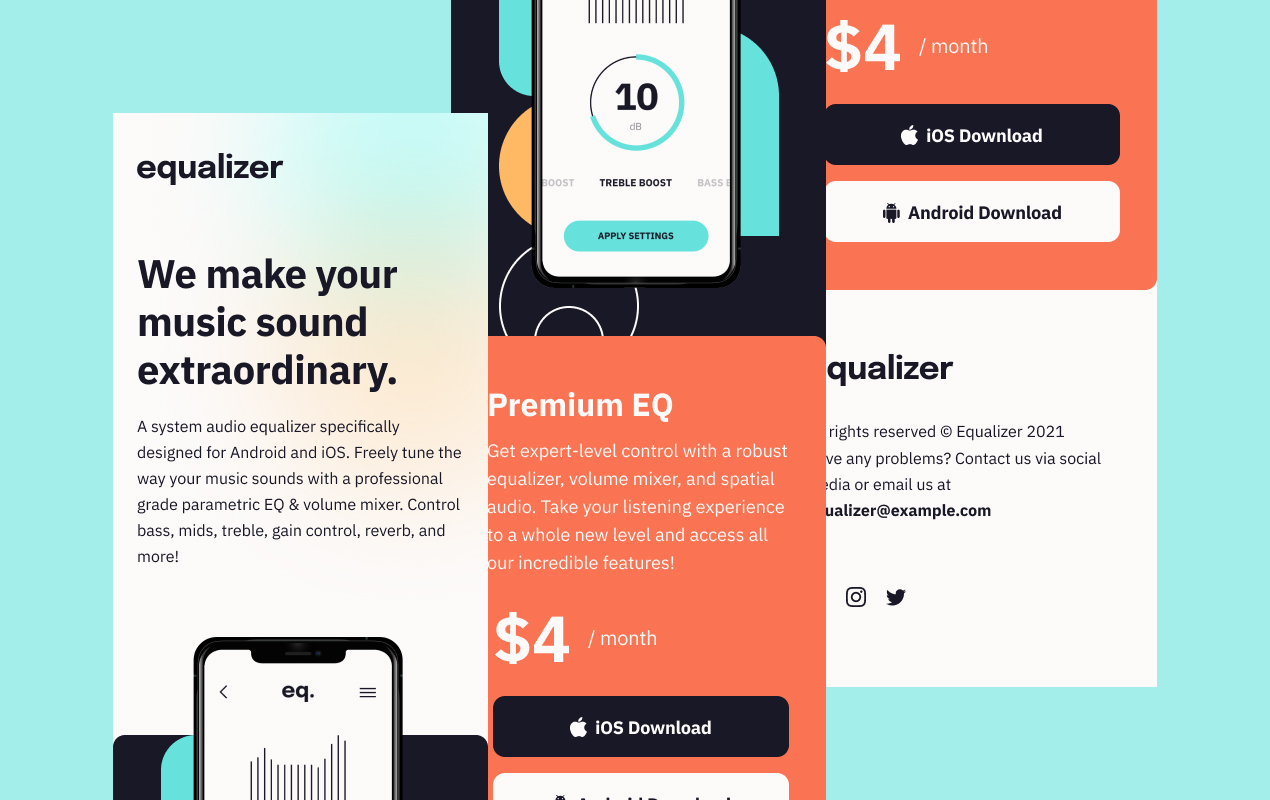 equalizer
We make your
music sound
extraordinary.
A system audio equalizer specifically
designed for Android and iOS. Freely tune the
way your music sounds with a professional
grade parametric EQ & volume mixer. Control
bass, mids, treble, gain control, reverb, and
more!
eq.
10
dB
BOOST TREBLE BOOST BASS
APPLY SETTINGS
Premium EQ
Get expert-level control with a robust
equalizer, volume mixer, and spatial
audio. Take your listening experience
to a whole new level and access all
our incredible features!
$4 / month
iOS Download
Android Download
$4 / month
iOS Download
Android Download
qualizer
rights reserved © Equalizer 2021
ve any problems? Contact us via social
edia or email us at
ualizer@example.com